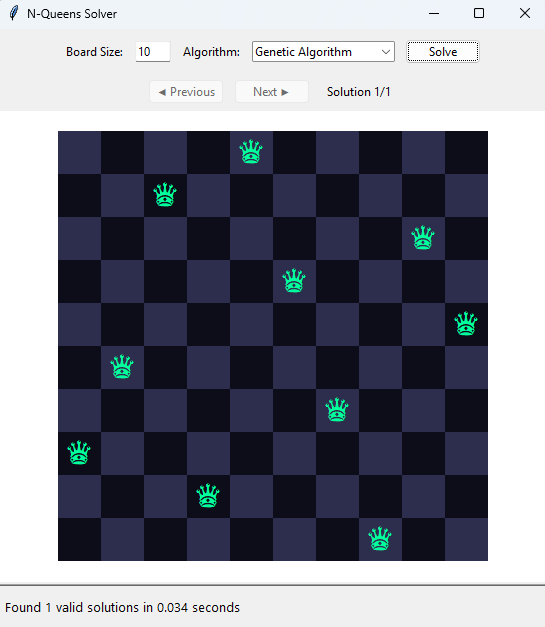 N-Queens Solver
Board Size: 10 Algorithm: Genetic Algorithm Solve
◄ Previous Next ► Solution 1/1
Found 1 valid solutions in 0.034 seconds